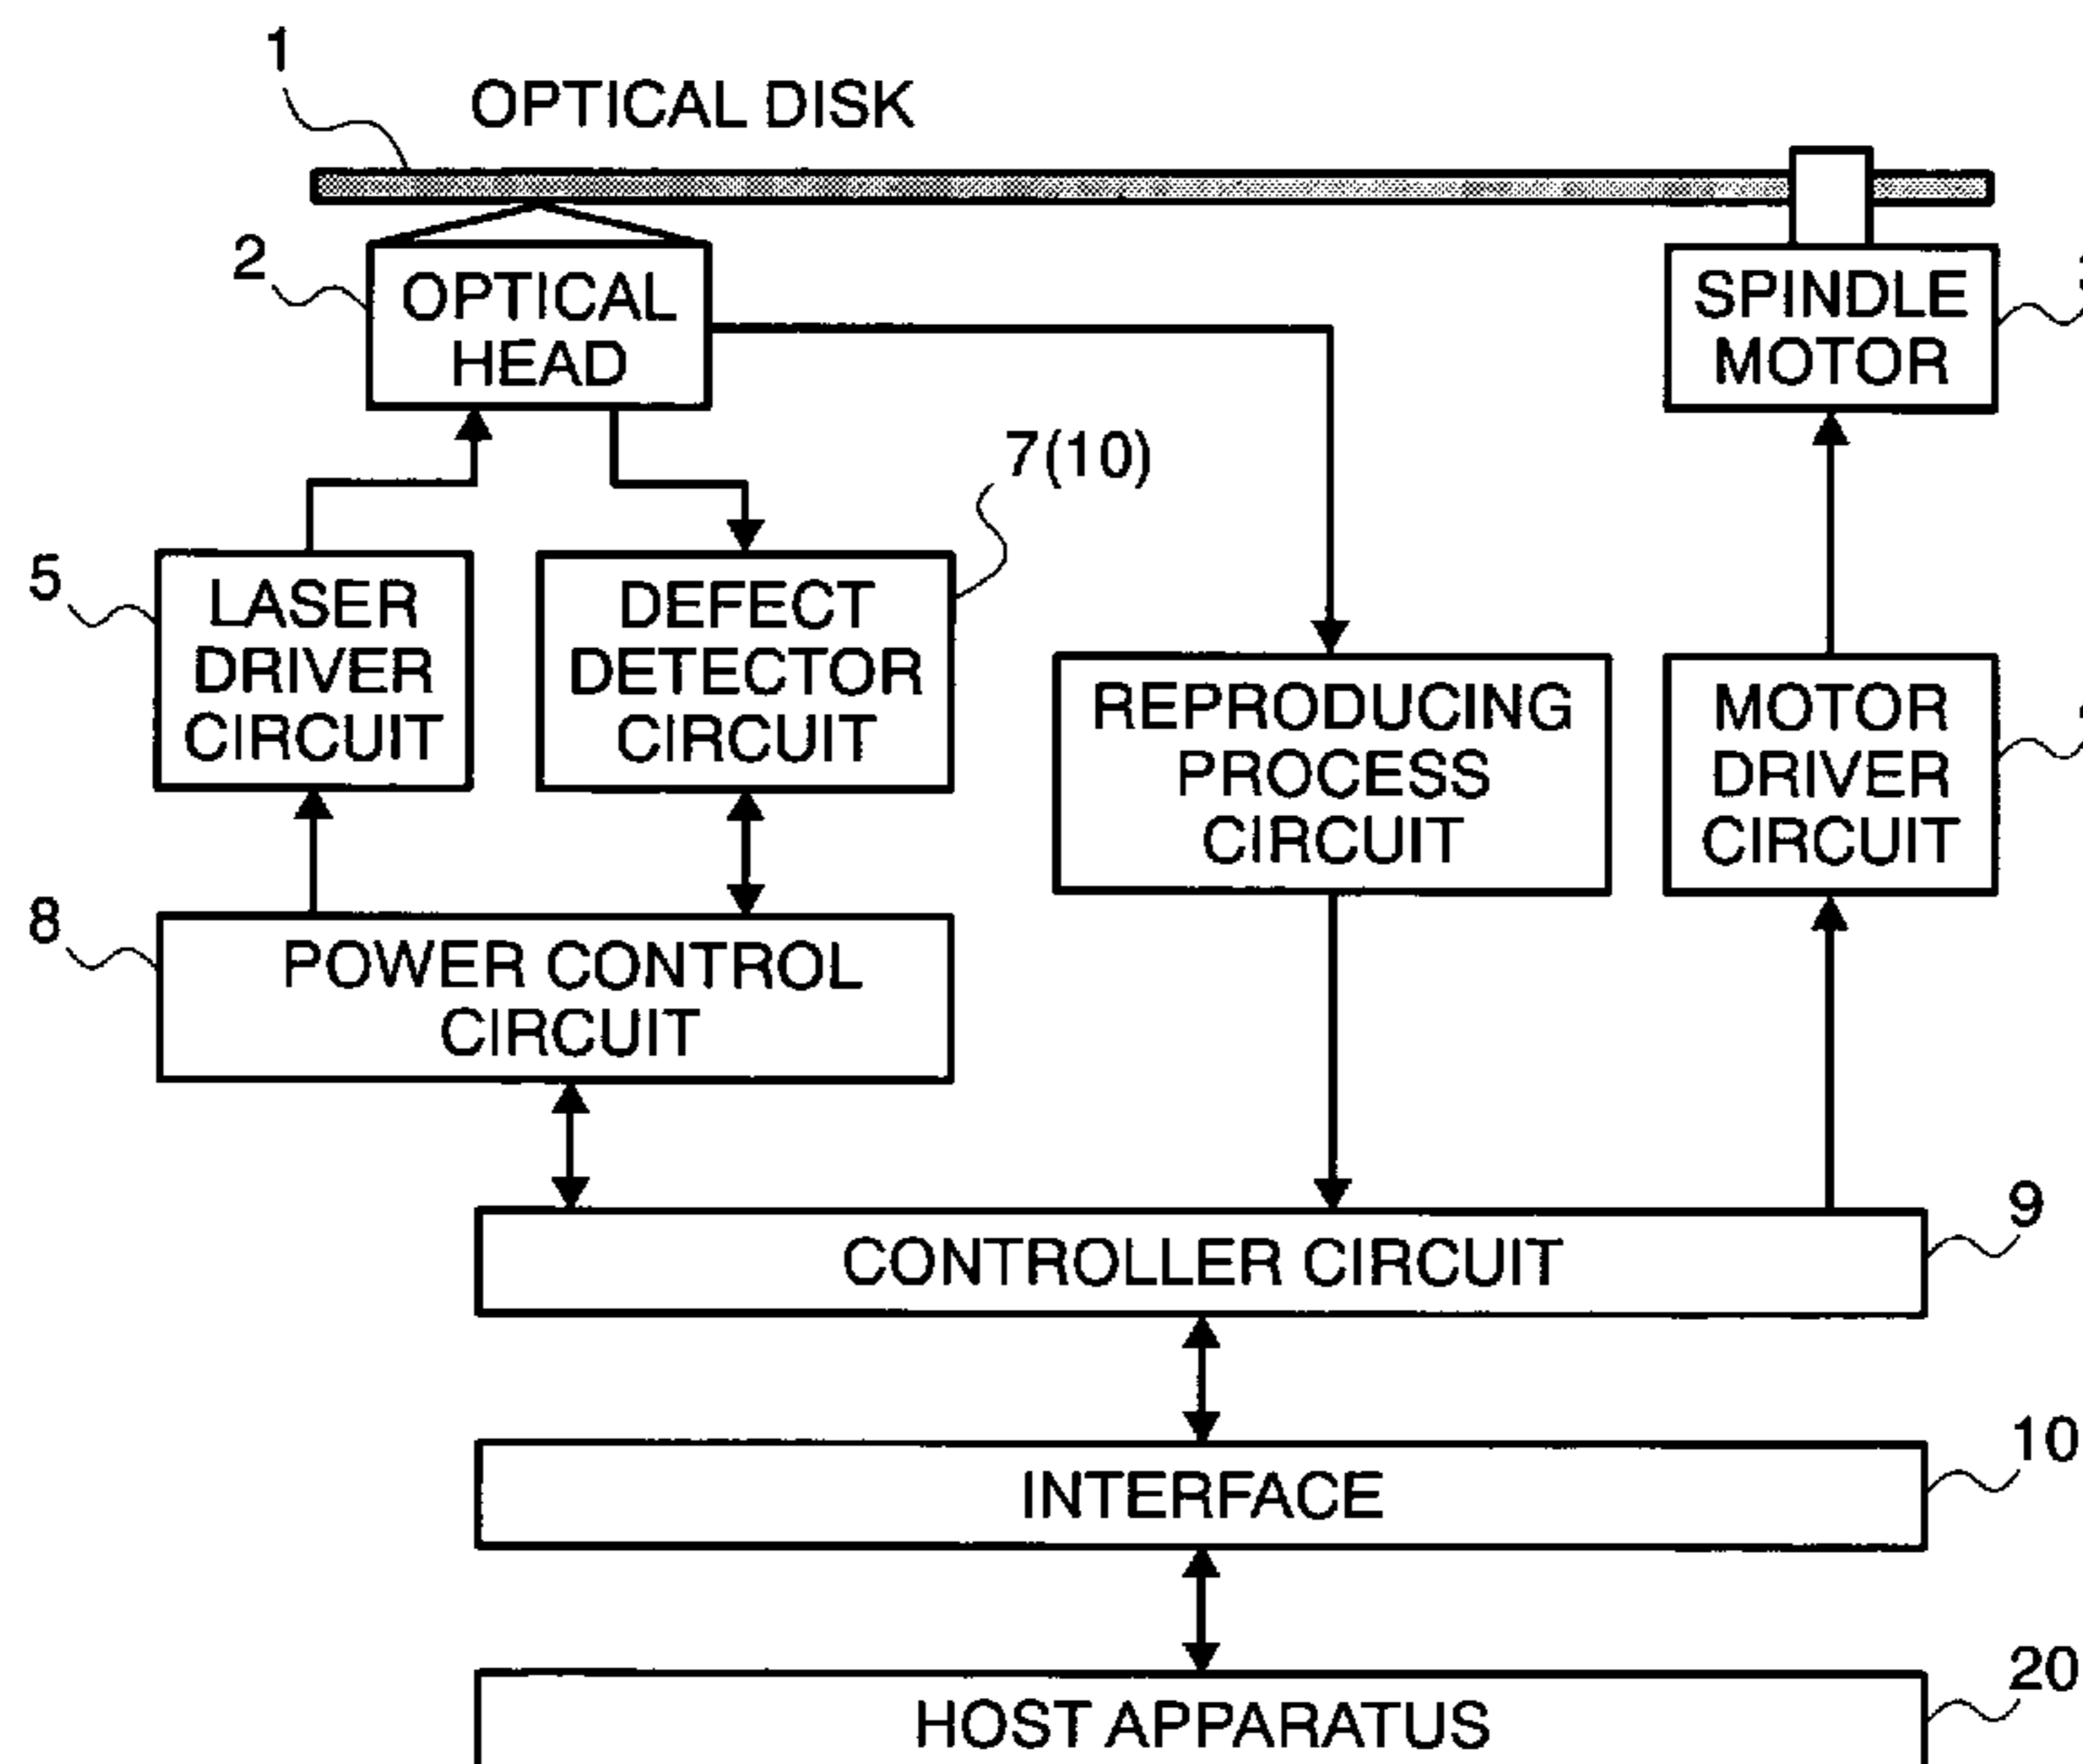 1
OPTICAL DISK
2
OPTICAL
HEAD
SPINDLE
MOTOR
7(10)
5
LASER
DRIVER
CIRCUIT
DEFECT
DETECTOR
CIRCUIT
REPRODUCING
PROCESS
CIRCUIT
MOTOR
DRIVER
CIRCUIT
8
POWER CONTROL
CIRCUIT
9
CONTROLLER CIRCUIT
10
INTERFACE
20
HOST APPARATUS